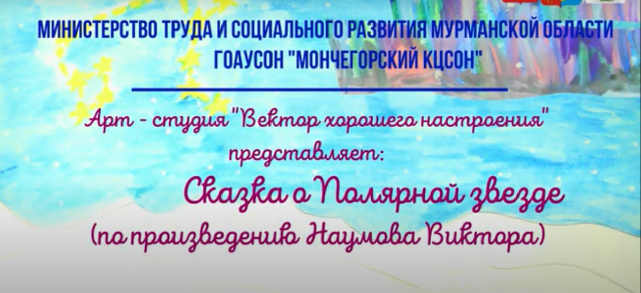 МИНИСТЕРСТВО ТРУДА И СОЦИАЛЬНОГО РАЗВИТИЯ МУРМАНСКОЙ ОБЛАСТИ
ГОАУСОН "МОНЧЕГОРСКИЙ КЦСОН"
Арт - студия "Вектор хорошего настроения"
представляет:
Сказка о Полярной звезде
(по произведению Наумова Виктора)